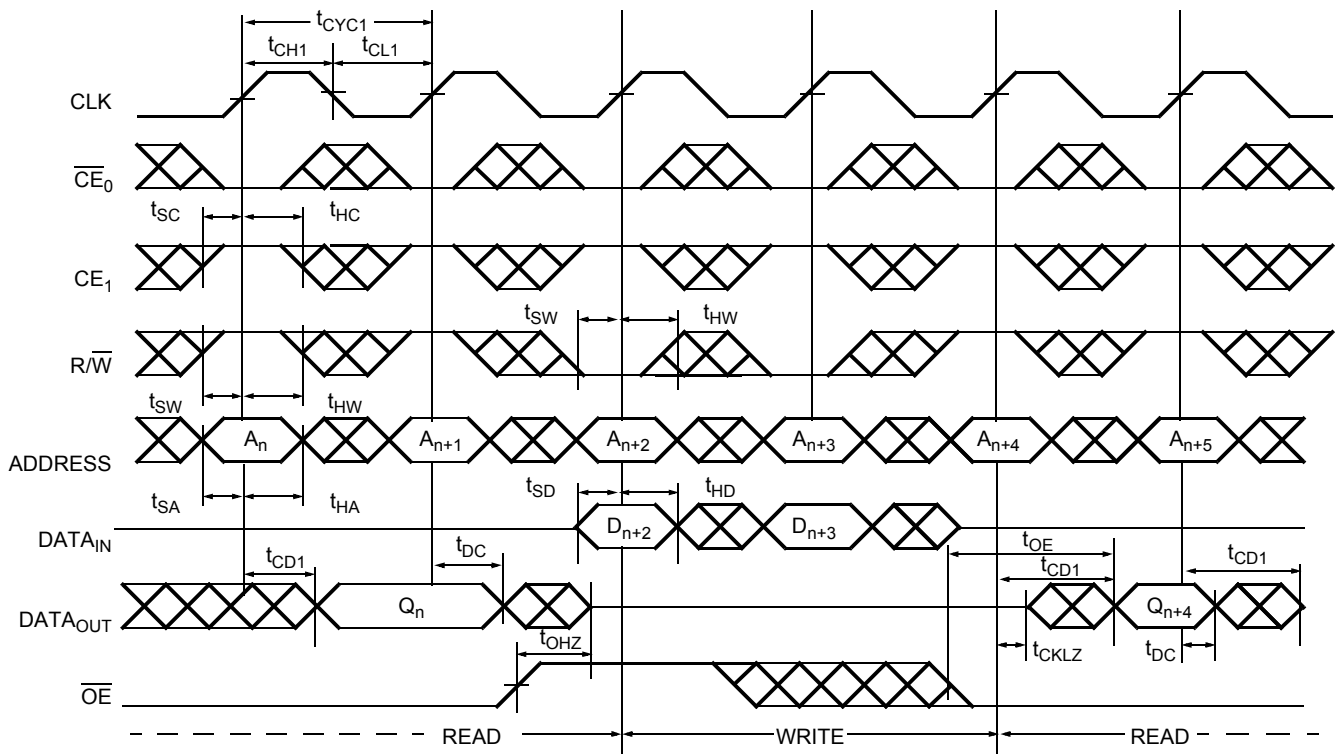 tCYC1
tCH1 tCL1
CLK
CE0
tSC tHC
CE1
tSW tHW
R/W
tSW tHW
ADDRESS An An+1 An+2 An+3 An+4 An+5
tSA tHA tSD tHD
DATAIN Dn+2 Dn+3
tOE
tCD1 tDC tCD1 tCD1
DATAOUT Qn Qn+4
tOHZ tCKLZ tDC
OE
READ WRITE READ